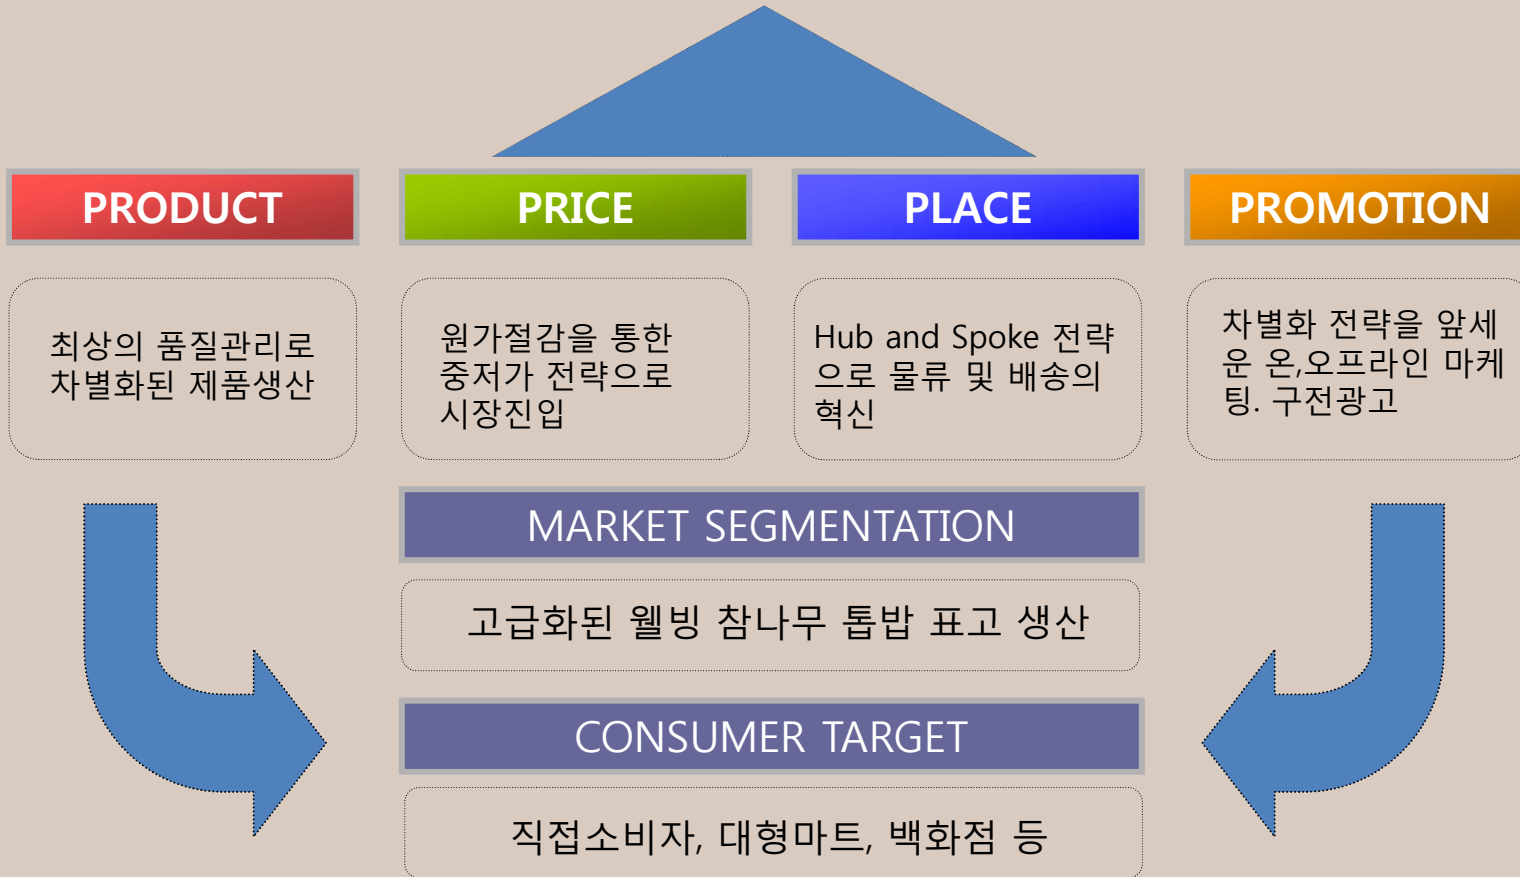 PRODUCT
PRICE
PLACE
PROMOTION
최상의 품질관리로
차별화된 제품생산
원가절감을 통한
중저가 전략으로
시장진입
Hub and Spoke 전략
으로 물류 및 배송의
혁신
차별화 전략을 앞세
운 온,오프라인 마케
팅. 구전광고
MARKET SEGMENTATION
고급화된 웰빙 참나무 톱밥 표고 생산
CONSUMER TARGET
직접소비자, 대형마트, 백화점 등